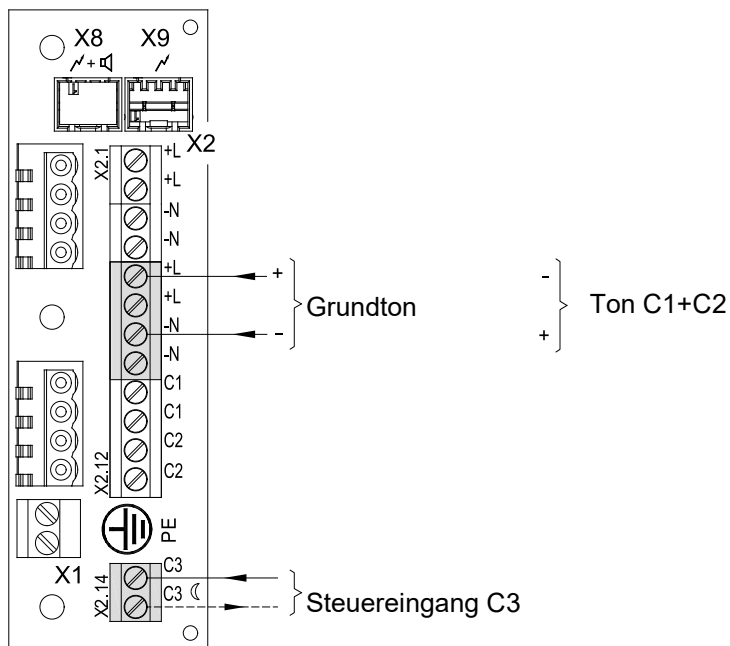 X8 X9
+
X2
X2.1
+L
+L
-N
-N
+L
+
-
+L
Grundton
Ton C1+C2
-N
-
+
-N
C1
C1
C2
C2
X2.12
PE
X1
X2.14
C3
C3
Steuereingang C3